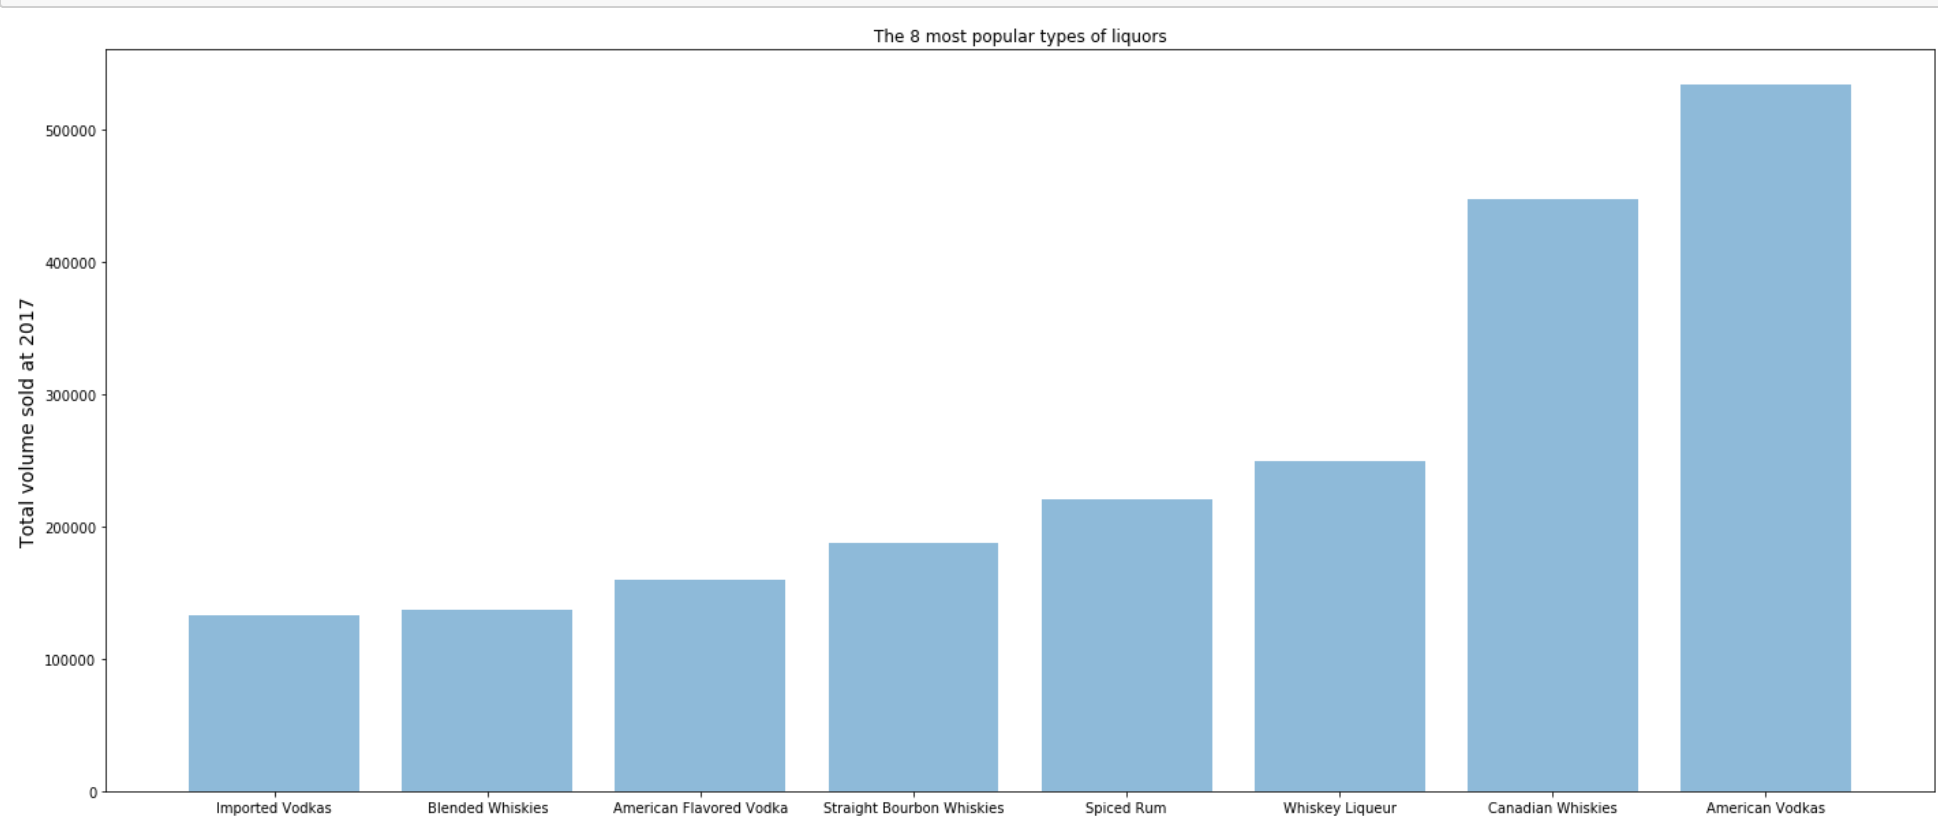 The 8 most popular types of liquors
Total volume sold at 2017
500000
400000
300000
200000
100000
0
Imported Vodkas
Blended Whiskies
American Flavored Vodka
Straight Bourbon Whiskies
Spiced Rum
Whiskey Liqueur
Canadian Whiskies
American Vodkas